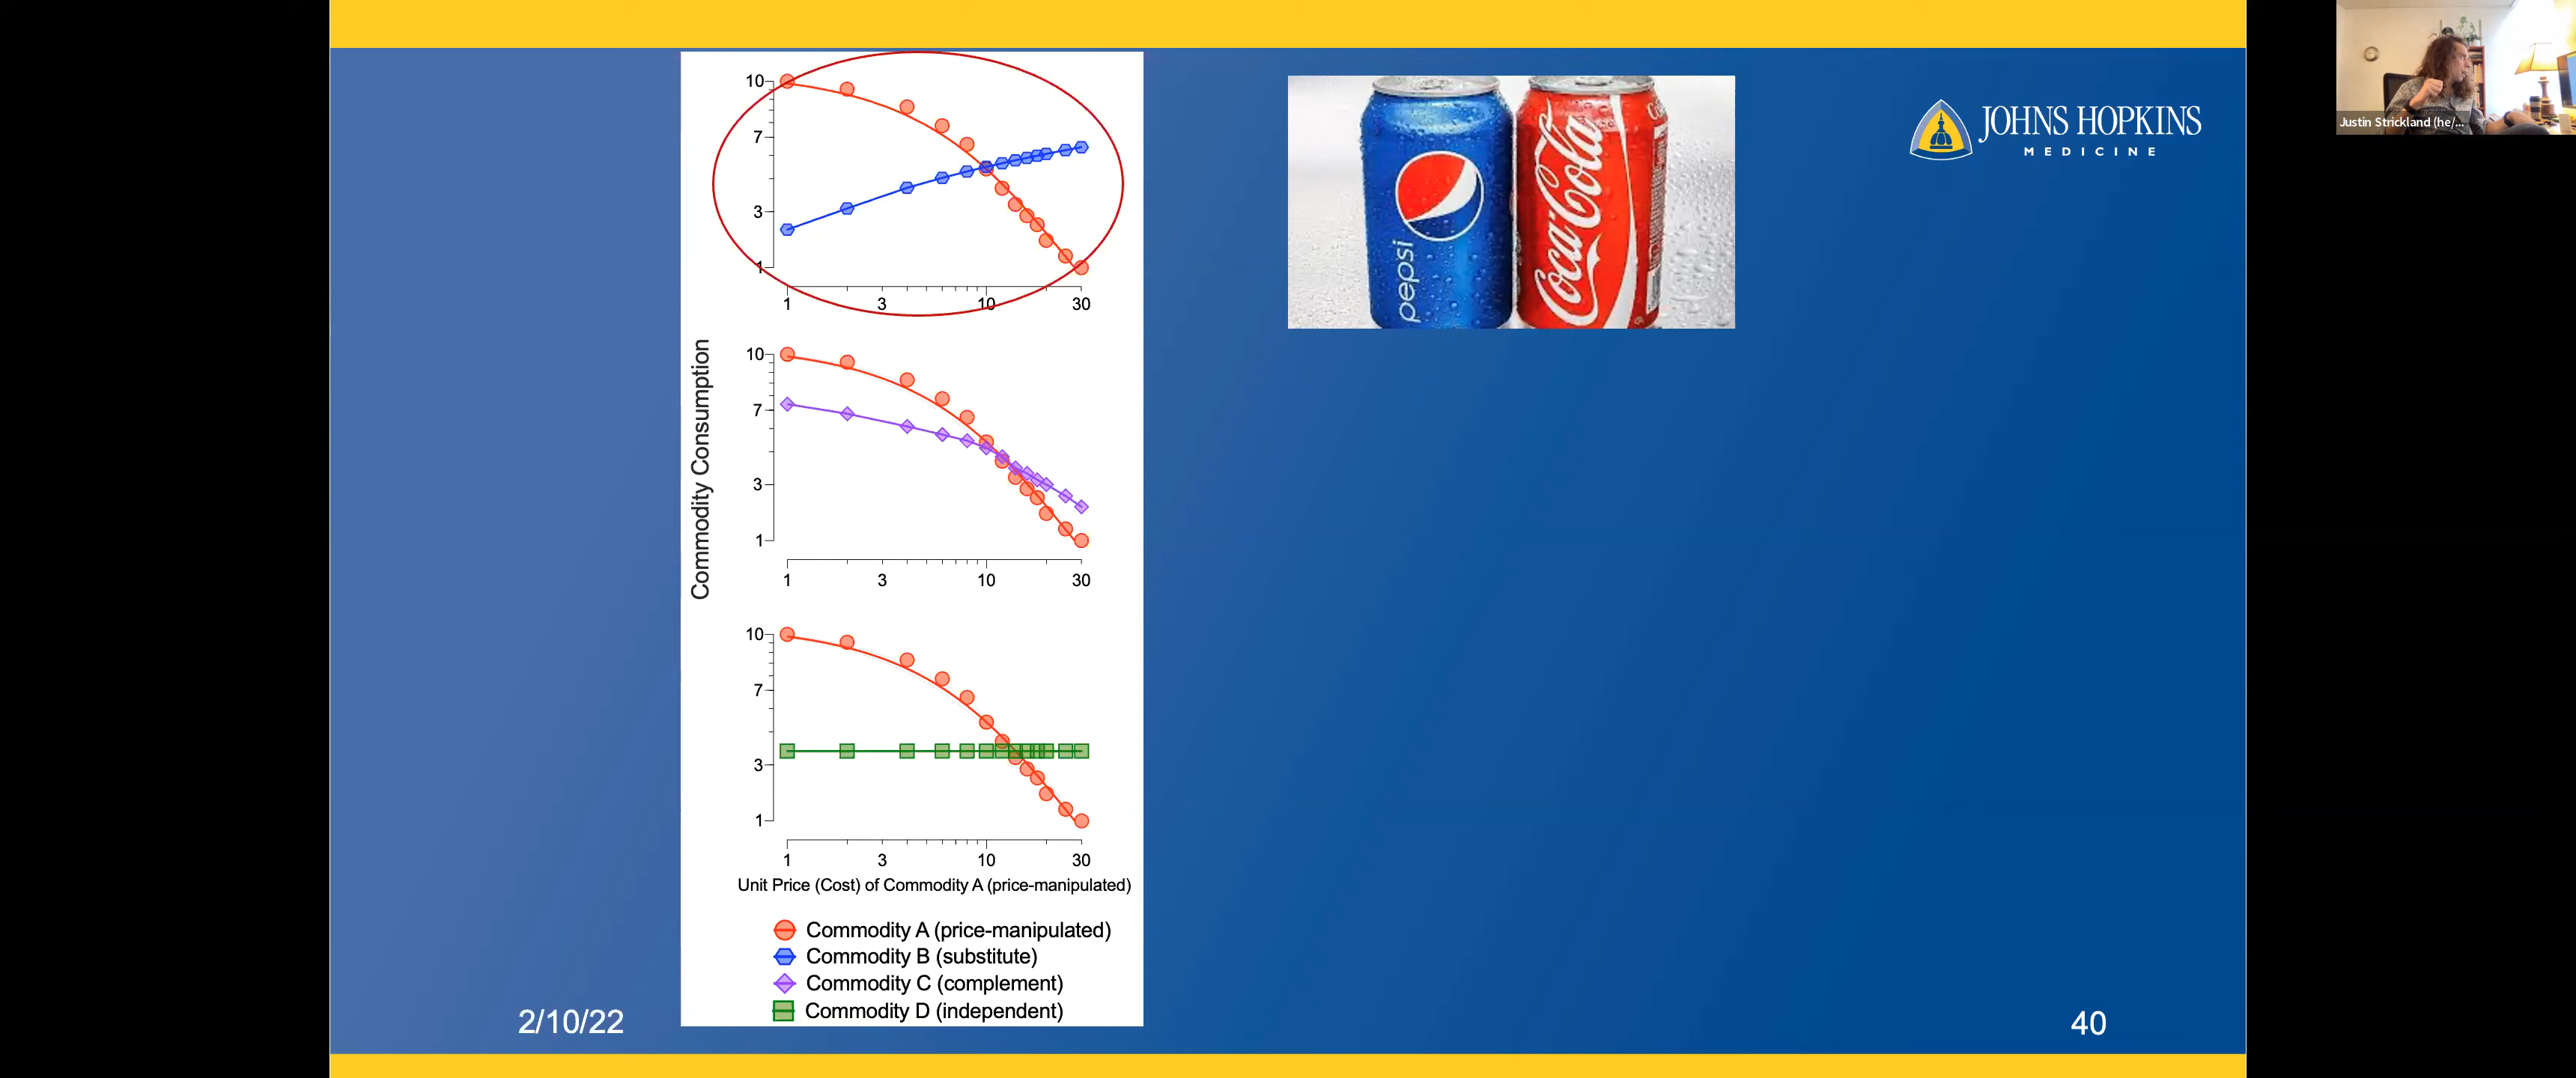 10
7
3
1
1 3 10 30
Commodity Consumption
10
7
3
1
1 3 10 30
10
7
3
1
1 3 10 30
Unit Price (Cost) of Commodity A (price-manipulated)
Commodity A (price-manipulated)
Commodity B (substitute)
Commodity C (complement)
Commodity D (independent)
pepsi
Coca-Cola
JOHNS HOPKINS
MEDICINE
Justin Strickland (he/...
2/10/22
40